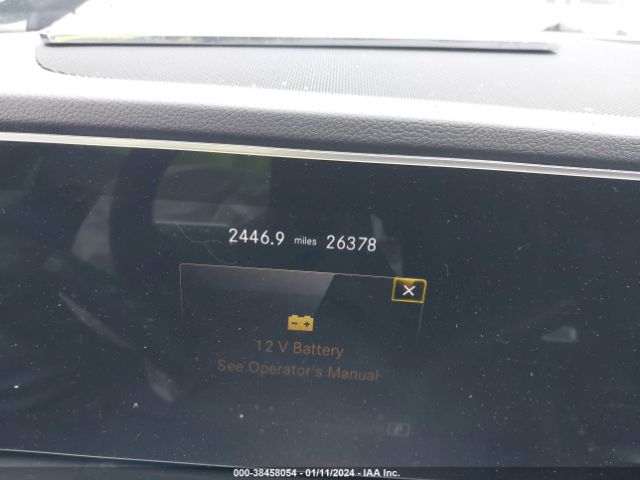 2446.9 miles 26378
12 V Battery
See Operator's Manual
P
000-38458054 - 01/11/2024 - IAA Inc.